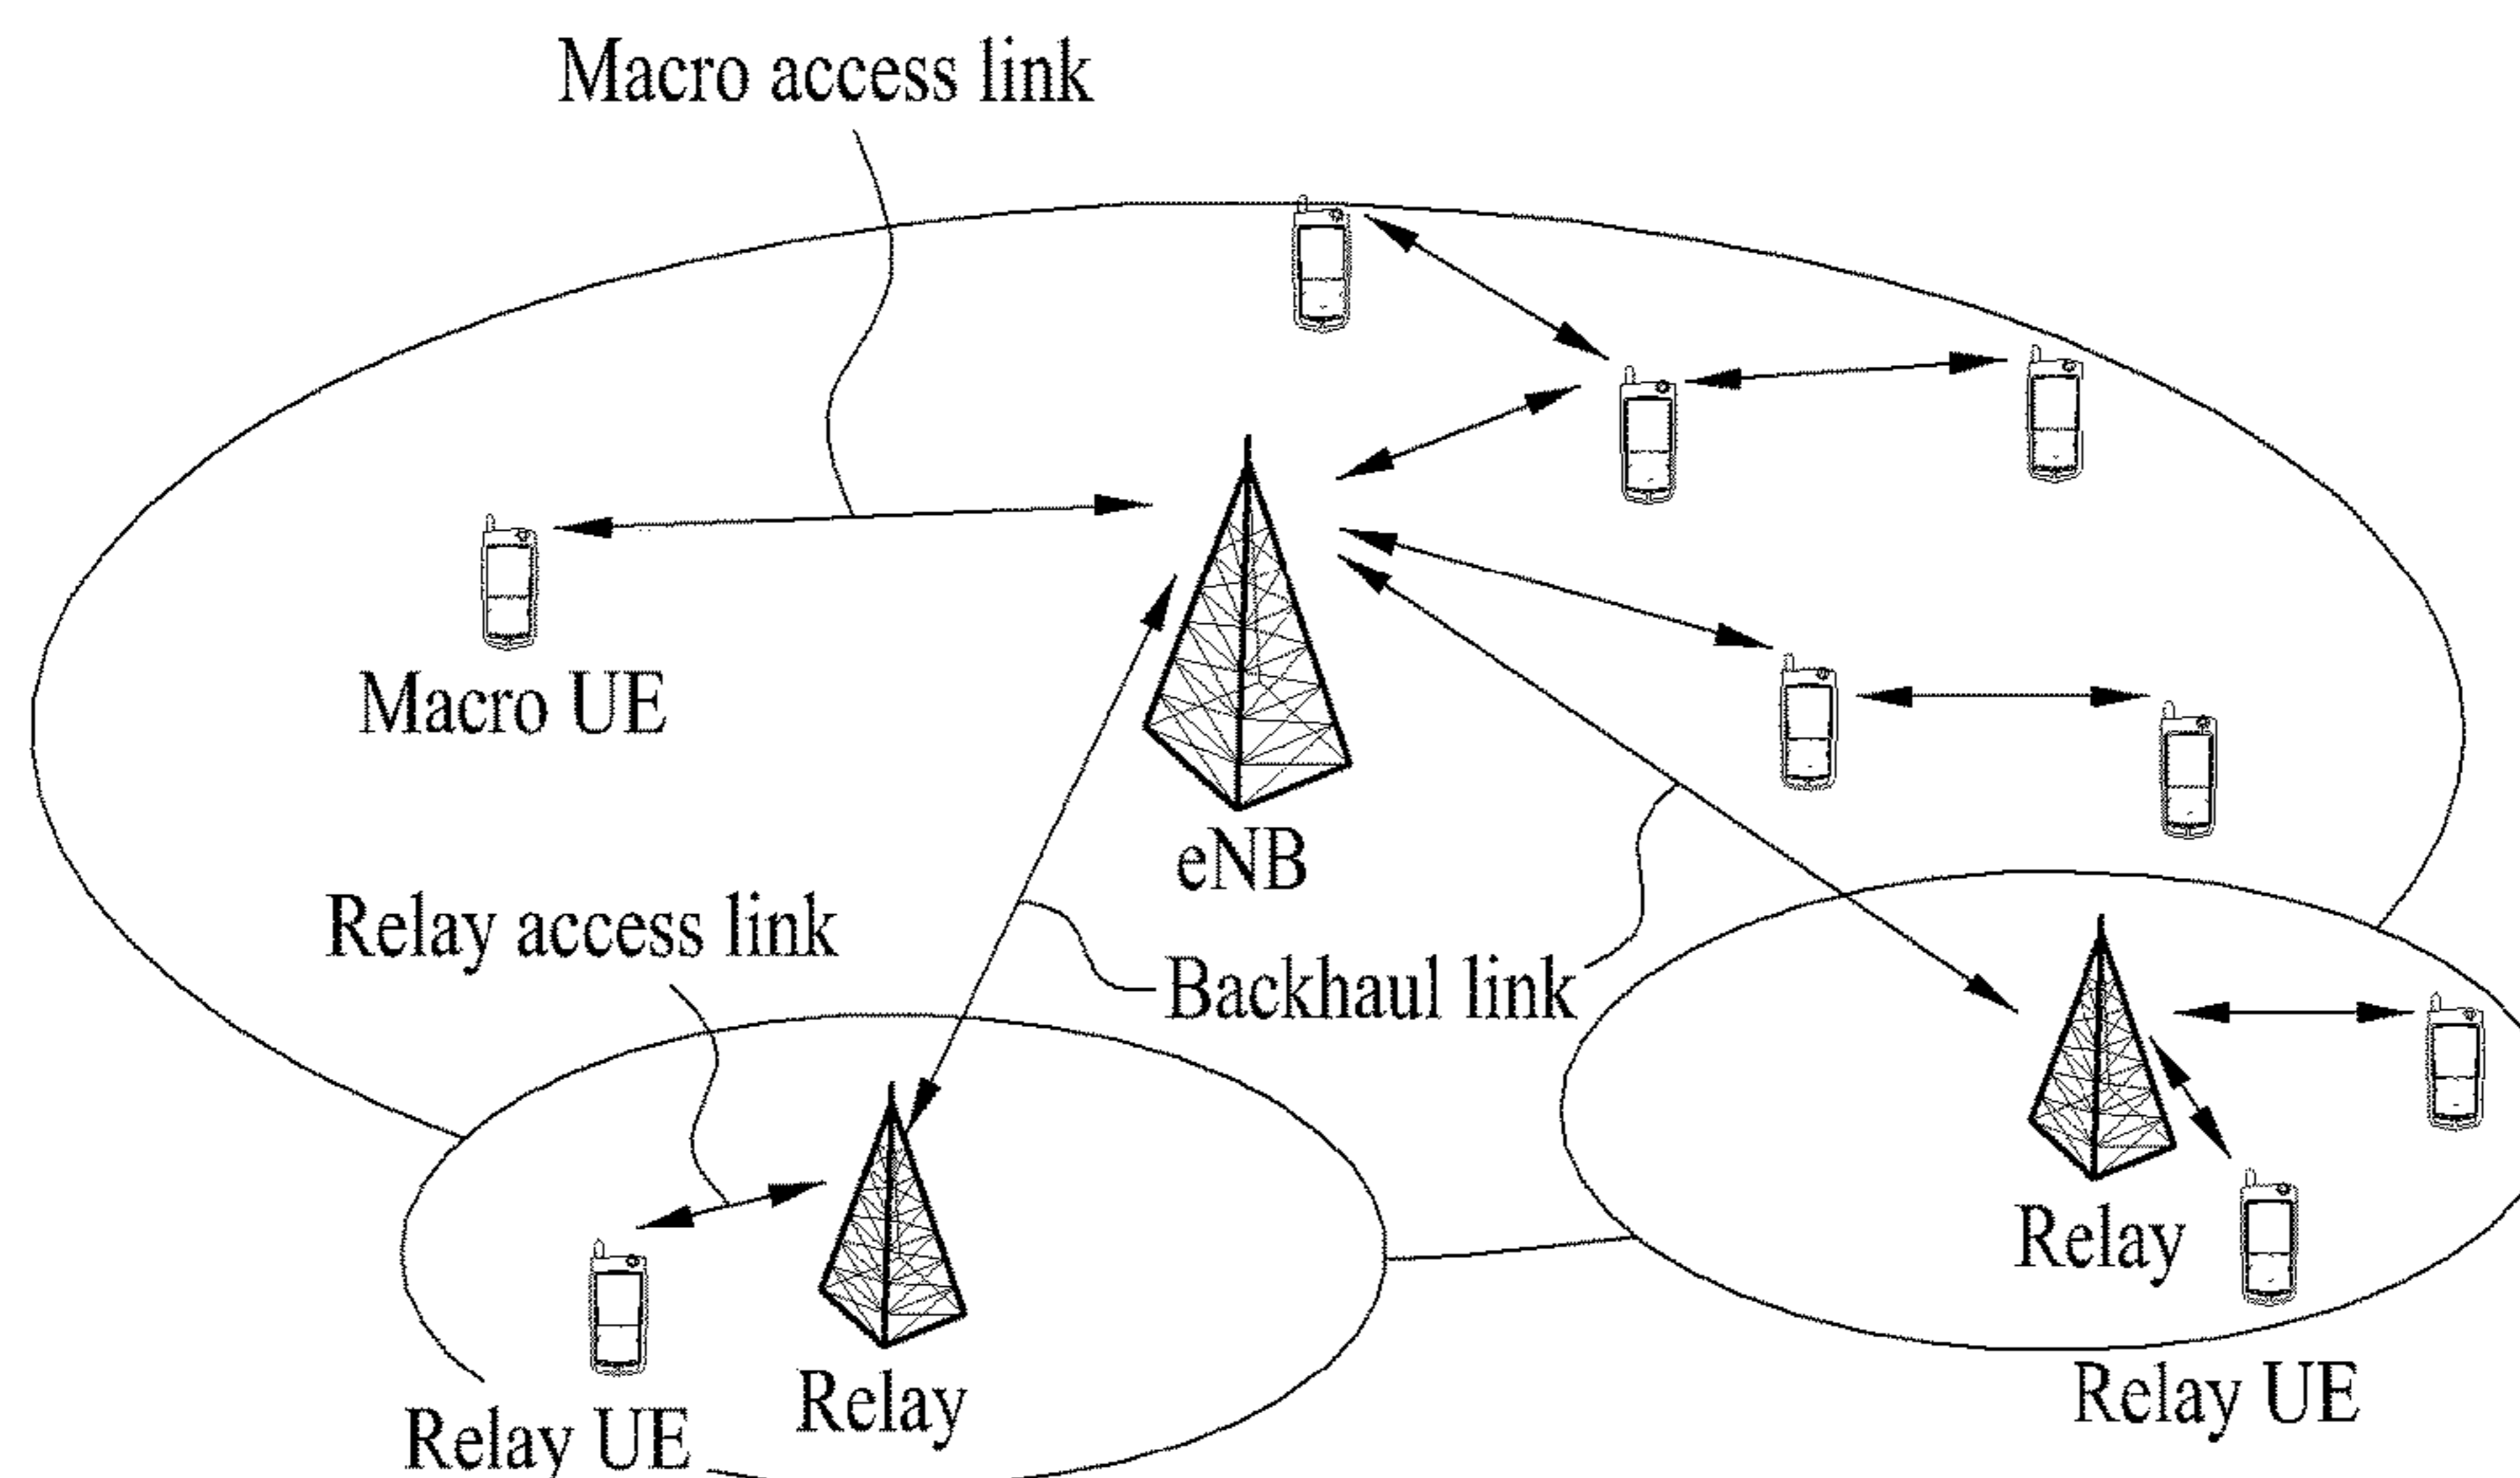 Macro access link
Macro UE
eNB
Relay access link
Backhaul link
Relay
Relay UE
Relay
Relay UE